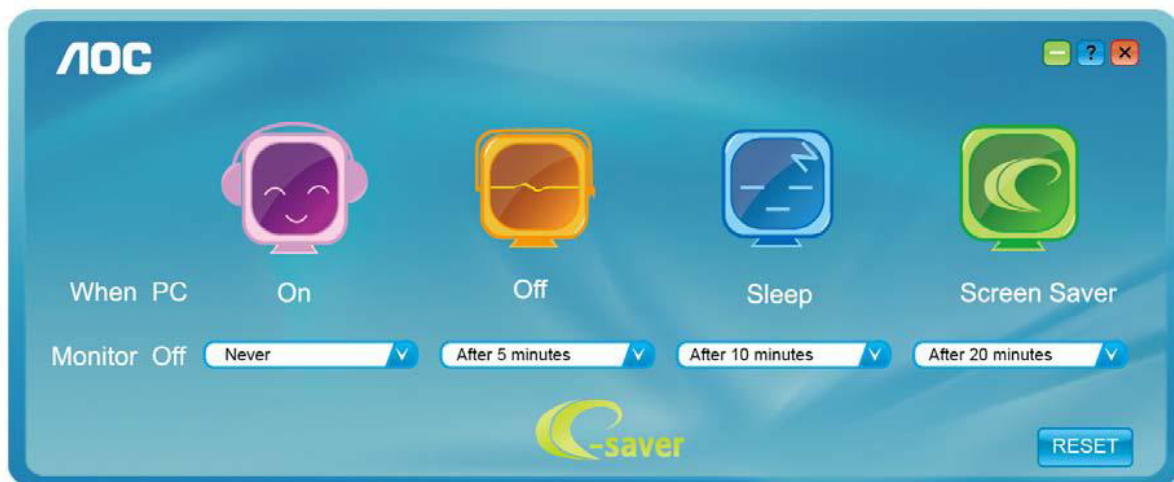 AOC
?
When PC On Off Sleep Screen Saver
Monitor Off Never After 5 minutes After 10 minutes After 20 minutes
e-saver
RESET